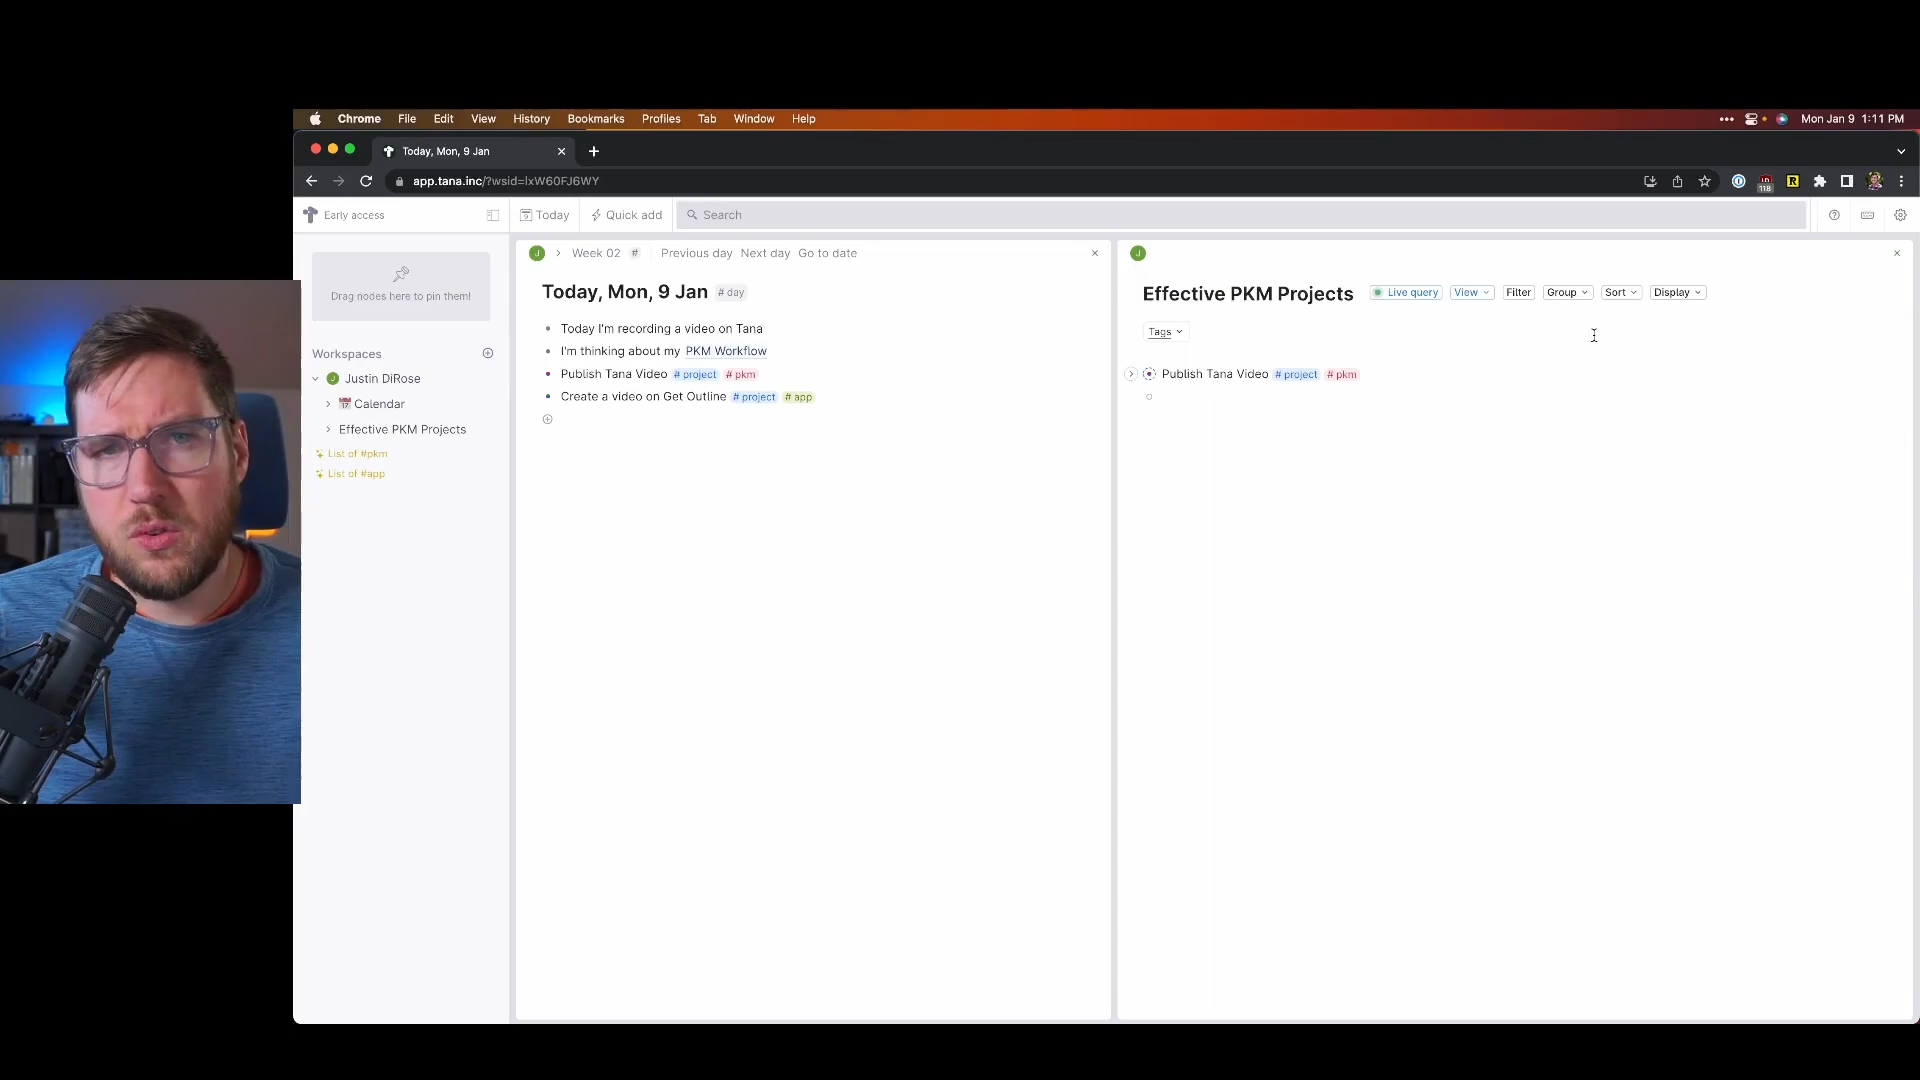 Chrome File Edit View History Bookmarks Profiles Tab Window Help
Mon Jan 9 1:11 PM
Today, Mon, 9 Jan
app.tana.inc/?wsid=lxW60FJ6WY
118
Early access
Today
Quick add
Search
Drag nodes here to pin them!
Workspaces
J Justin DiRose
Calendar
Effective PKM Projects
List of #pkm
List of #app
J Week 02 # Previous day Next day Go to date
Today, Mon, 9 Jan # day
Today I'm recording a video on Tana
I'm thinking about my PKM Workflow
Publish Tana Video # project # pkm
Create a video on Get Outline # project # app
J
Effective PKM Projects Live query View Filter Group Sort Display
Tags
Publish Tana Video # project # pkm